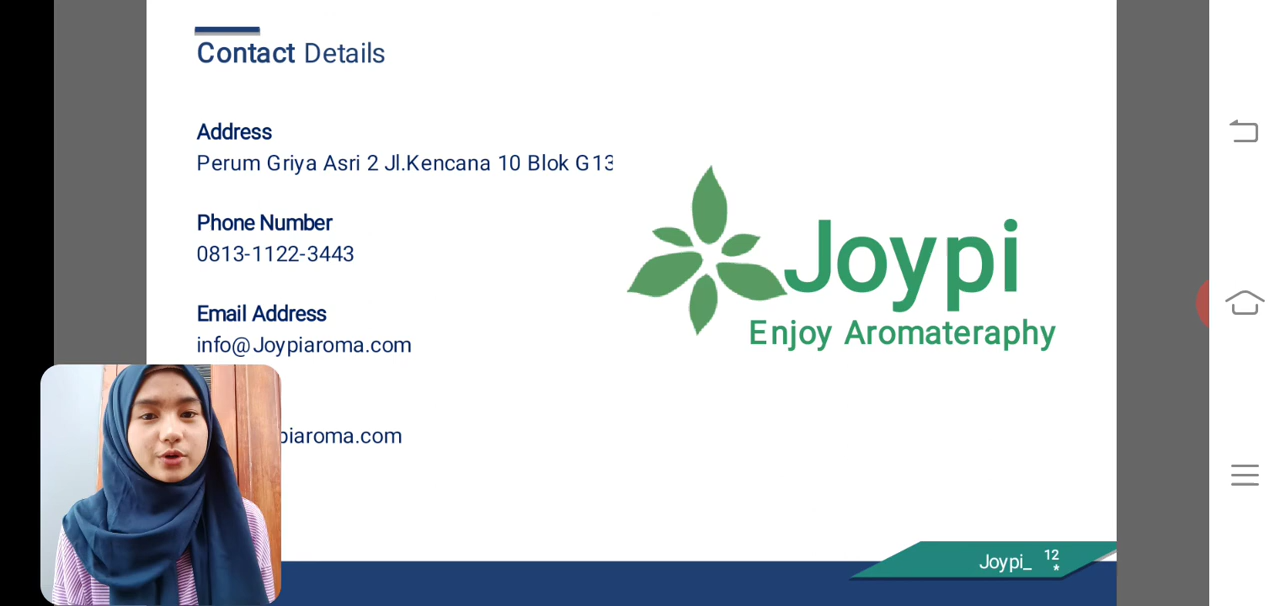 Contact Details
Address
Perum Griya Asri 2 Jl.Kencana 10 Blok G13
Phone Number
0813-1122-3443
Email Address
info@Joypiaroma.com
piaroma.com
Joypi
Enjoy Aromateraphy
Joypi_ 12
*